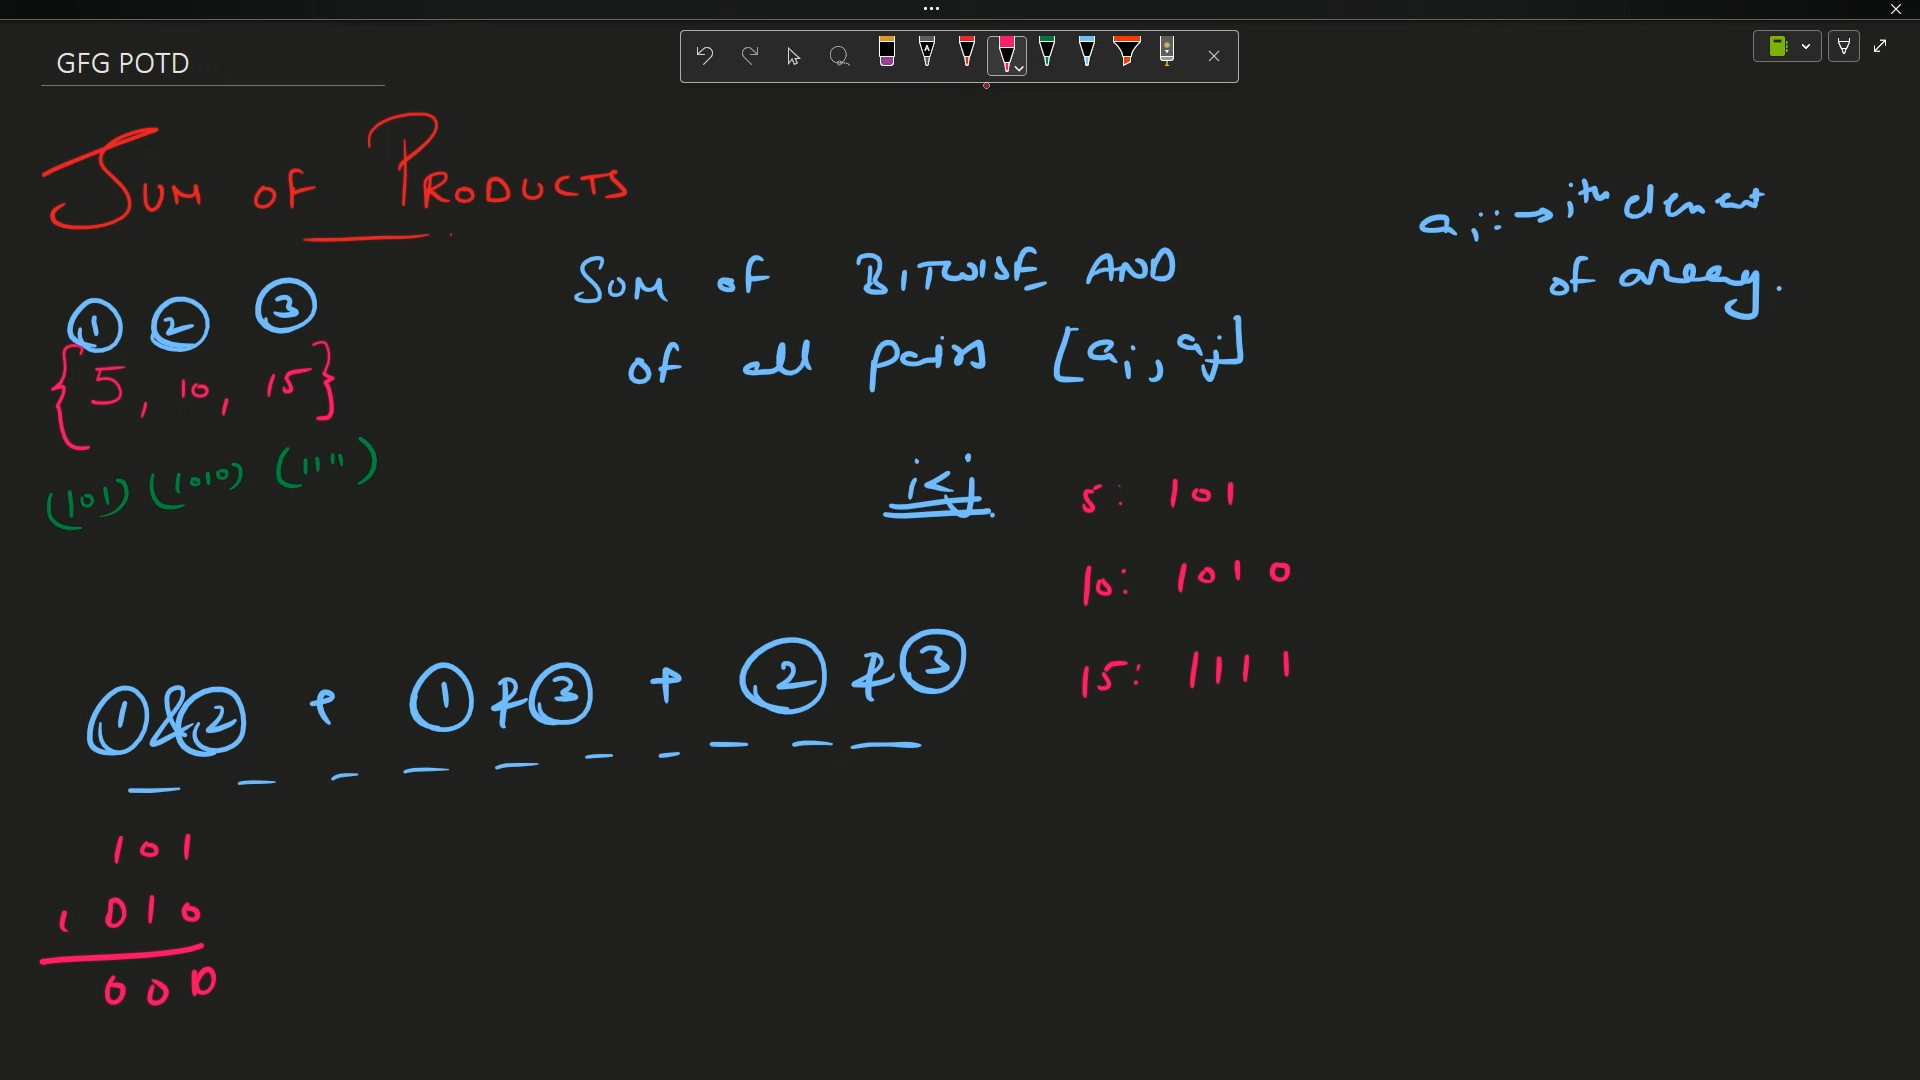 GFG POTD
SUM OF PRODUCTS
a i :→ ith element
of array.
SUM of BITWISE AND
of all pairs [ai, aj]
1 2 3
{5, 10, 15}
(101) (1010) (1111)
i<j
5: 101
10: 1010
15: 1111
1&2 + 1&3 + 2&3
101
1010
000